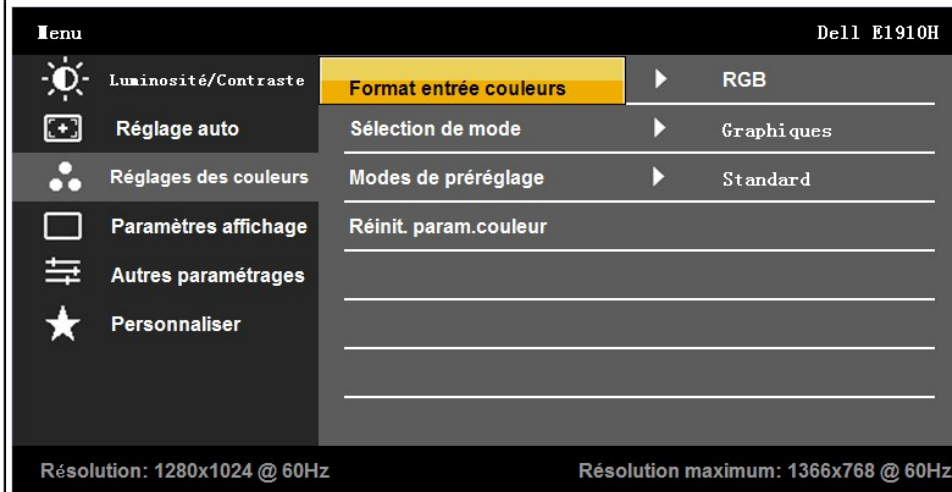 Menu Dell E1910H
Luminosité/Contraste Format entrée couleurs RGB
Réglage auto Sélection de mode Graphiques
Réglages des couleurs Modes de préréglage Standard
Paramètres affichage Réinit. param.couleur
Autres paramétrages
Personnaliser
Résolution: 1280x1024 @ 60Hz Résolution maximum: 1366x768 @ 60Hz